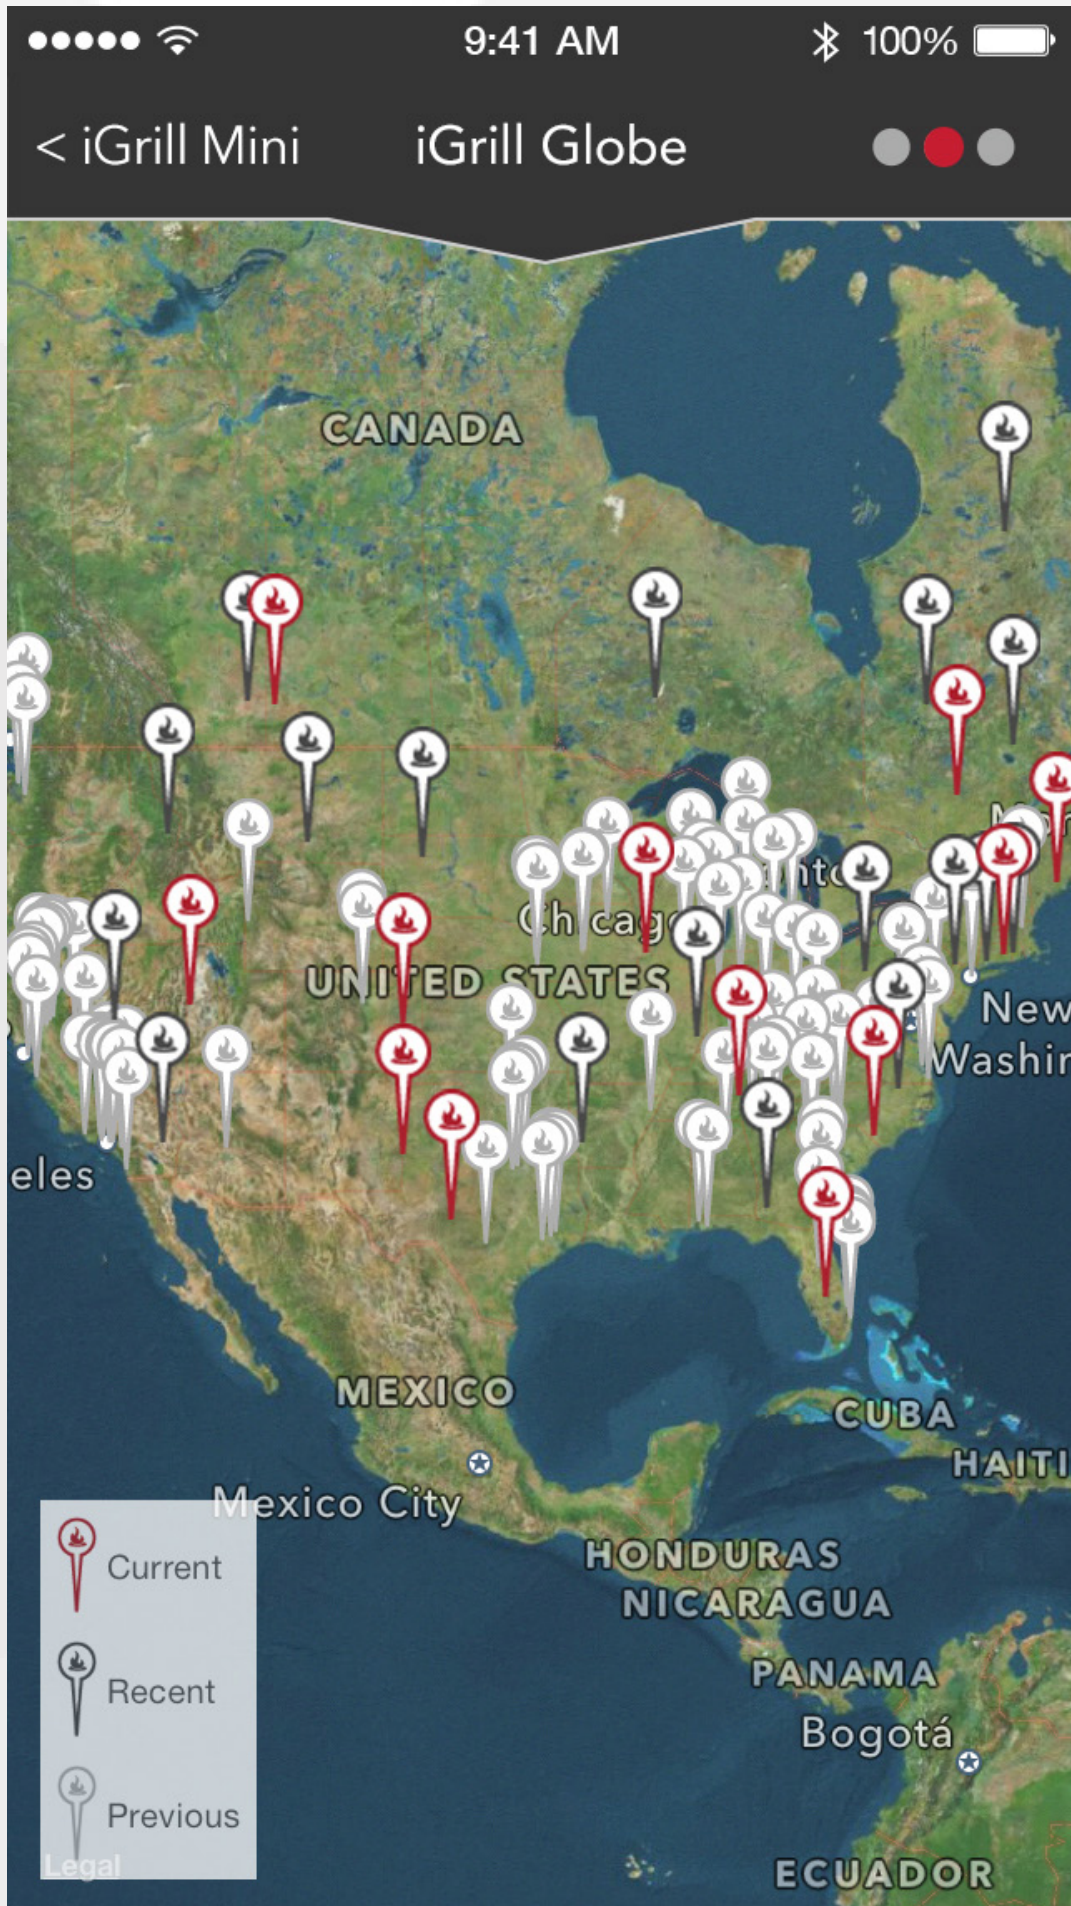 9:41 AM
100%
< iGrill Mini
iGrill Globe
CANADA
Chicag
UNITED STATES
New
Washin
eles
MEXICO
CUBA
HAITI
Mexico City
HONDURAS
NICARAGUA
PANAMA
Bogotá
ECUADOR
Current
Recent
Previous
Legal